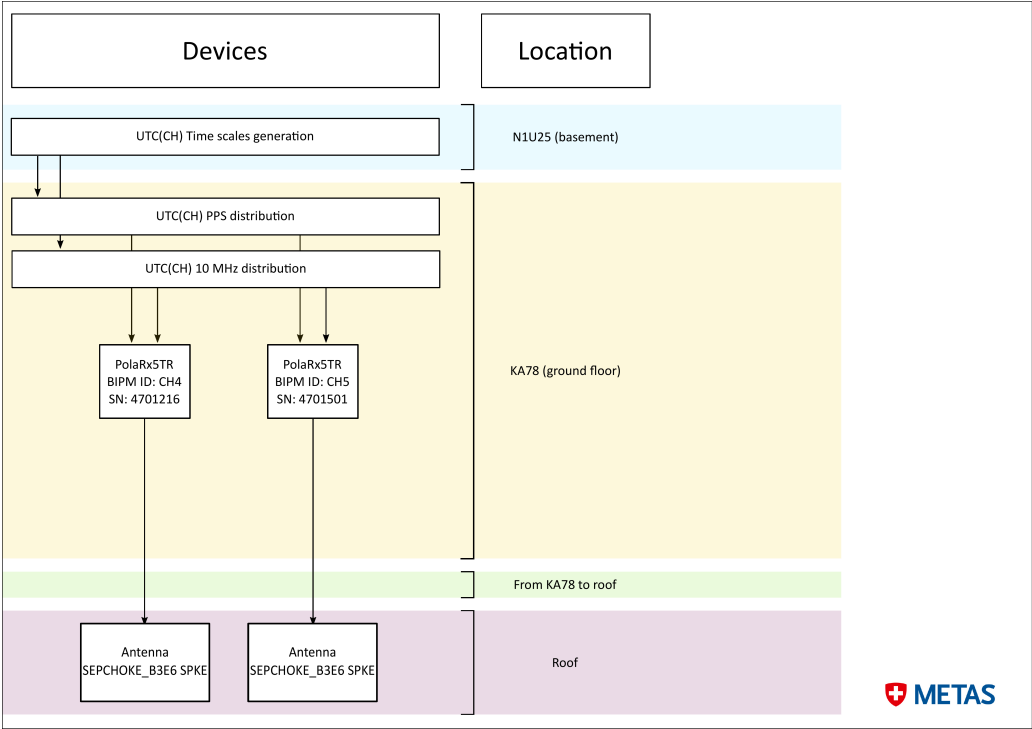 Devices
Location
UTC(CH) Time scales generation
N1U25 (basement)
UTC(CH) PPS distribution
UTC(CH) 10 MHz distribution
PolaRx5TR
BIPM ID: CH4
SN: 4701216
PolaRx5TR
BIPM ID: CH5
SN: 4701501
KA78 (ground floor)
From KA78 to roof
Antenna
SEPCHOKE_B3E6 SPKE
Antenna
SEPCHOKE_B3E6 SPKE
Roof
METAS